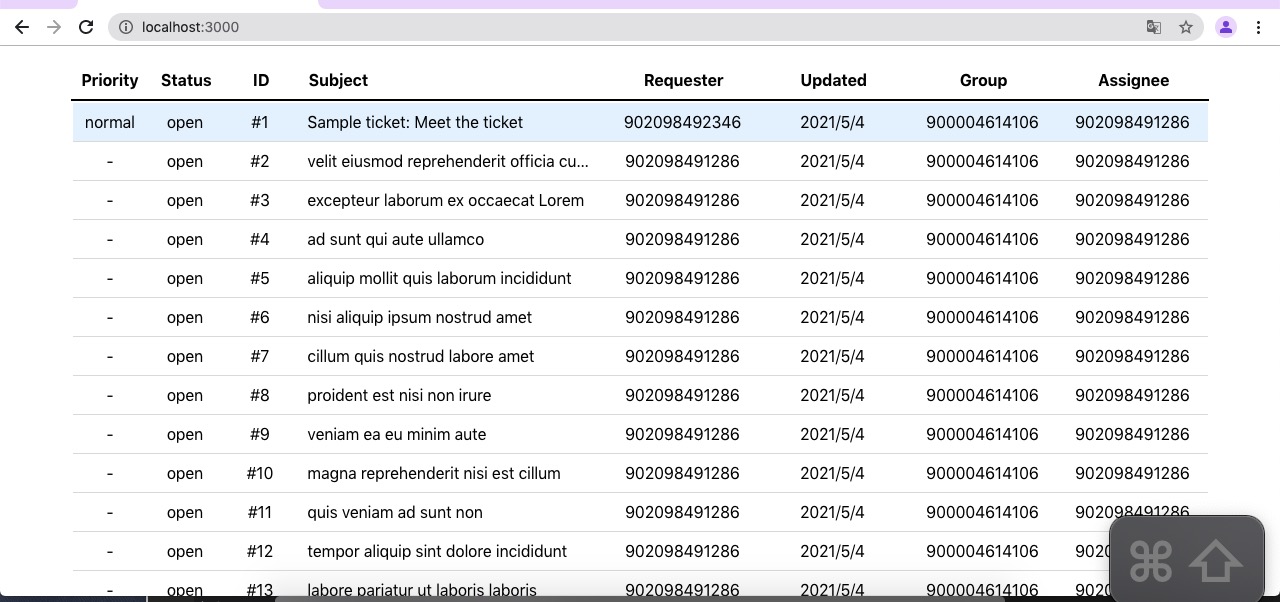 localhost:3000
Priority Status ID Subject Requester Updated Group Assignee
normal open #1 Sample ticket: Meet the ticket 902098492346 2021/5/4 900004614106 902098491286
- open #2 velit eiusmod reprehenderit officia cu... 902098491286 2021/5/4 900004614106 902098491286
- open #3 excepteur laborum ex occaecat Lorem 902098491286 2021/5/4 900004614106 902098491286
- open #4 ad sunt qui aute ullamco 902098491286 2021/5/4 900004614106 902098491286
- open #5 aliquip mollit quis laborum incididunt 902098491286 2021/5/4 900004614106 902098491286
- open #6 nisi aliquip ipsum nostrud amet 902098491286 2021/5/4 900004614106 902098491286
- open #7 cillum quis nostrud labore amet 902098491286 2021/5/4 900004614106 902098491286
- open #8 proident est nisi non irure 902098491286 2021/5/4 900004614106 902098491286
- open #9 veniam ea eu minim aute 902098491286 2021/5/4 900004614106 902098491286
- open #10 magna reprehenderit nisi est cillum 902098491286 2021/5/4 900004614106 902098491286
- open #11 quis veniam ad sunt non 902098491286 2021/5/4 900004614106 902098491286
- open #12 tempor aliquip sint dolore incididunt 902098491286 2021/5/4 900004614106
- open #13 labore pariatur ut laboris laboris 902098491286 2021/5/4 900004614106